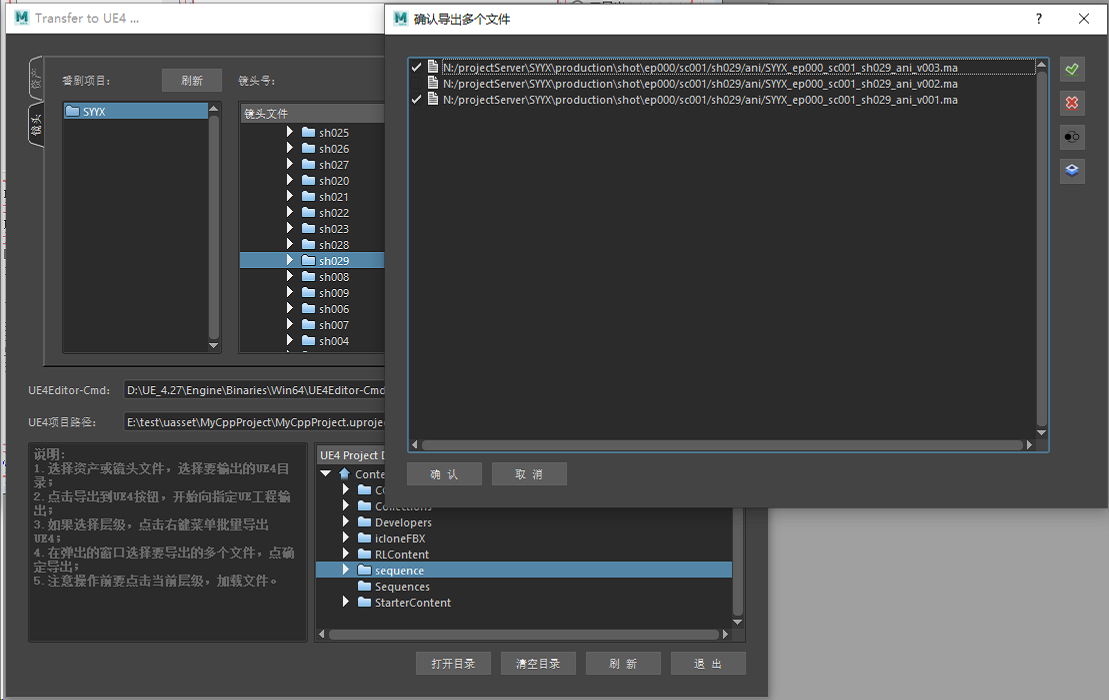 Transfer to UE4 ...
资产
镜头
番剧项目:
刷新
SYYX
镜头号:
镜头文件
sh025
sh026
sh027
sh020
sh021
sh022
sh023
sh028
sh029
sh008
sh009
sh006
sh007
sh004
UE4Editor-Cmd:
D:\UE_4.27\Engine\Binaries\Win64\UE4Editor-Cmd
UE4项目路径:
E:\test\uasset\MyCppProject\MyCppProject.uproje
说明:
1.选择资产或镜头文件，选择要输出的UE4目
录;
2.点击导出到UE4按钮，开始向指定UE工程输
出;
3.如果选择层级，点击右键菜单批量导出
UE4;
4.在弹出的窗口选择要导出的多个文件，点确
定导出;
5.注意操作前要点击当前层级，加载文件。
UE4 Project D
Conte
Collections
Developers
icloneFBX
RLContent
sequence
Sequences
StarterContent
打开目录
清空目录
刷 新
退 出
确认导出多个文件
?
N:/projectServer\SYYX\production\shot\ep000/sc001/sh029/ani/SYYX_ep000_sc001_sh029_ani_v003.ma
N:/projectServer\SYYX\production\shot\ep000/sc001/sh029/ani/SYYX_ep000_sc001_sh029_ani_v002.ma
N:/projectServer\SYYX\production\shot\ep000/sc001/sh029/ani/SYYX_ep000_sc001_sh029_ani_v001.ma
确 认
取 消